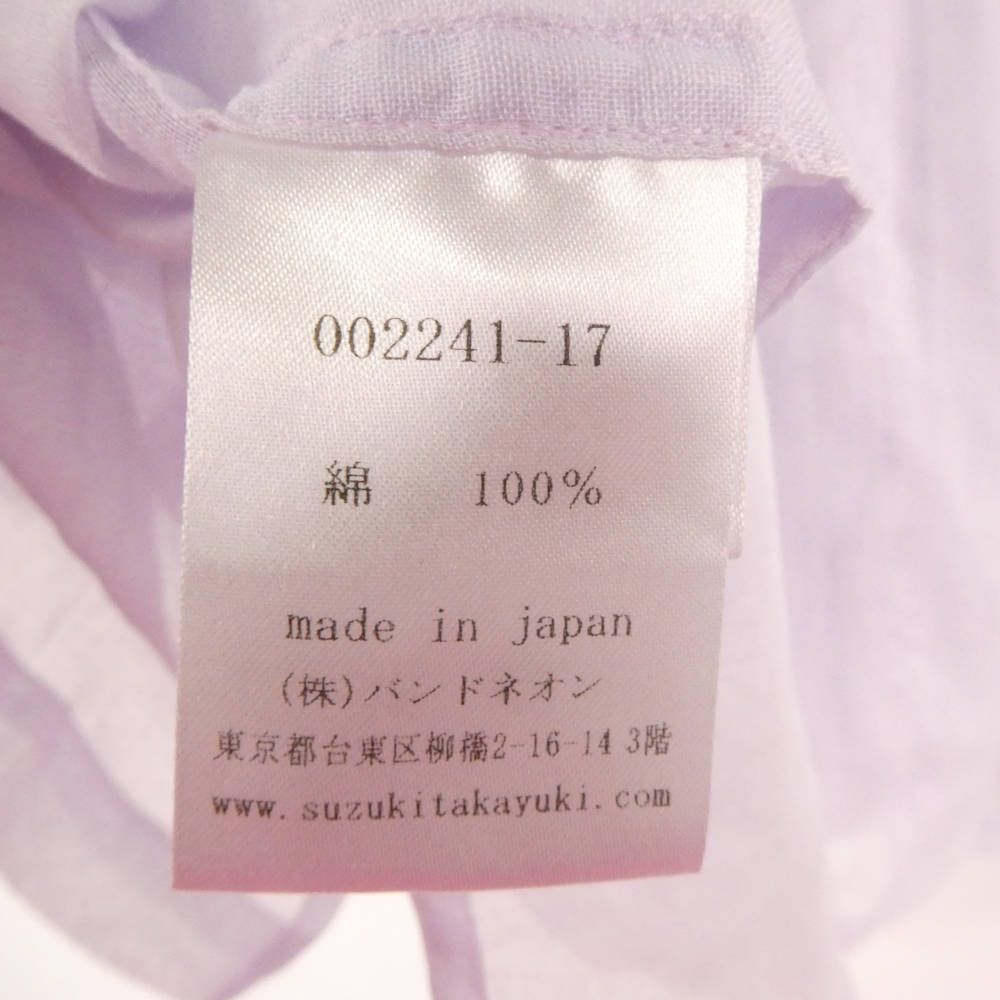 002241-17
綿 100%
made in japan
(株)バンドネオン
東京都台東区柳橋2-16-14 3階
www.suzukitakayuki.com